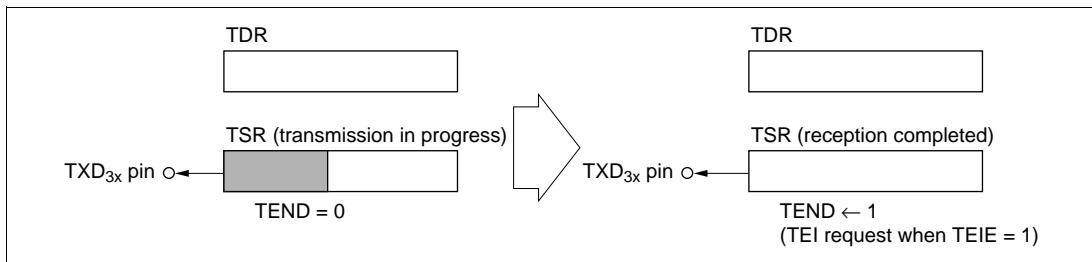 TDR
TSR (transmission in progress)
TXD3x pin
TEND = 0
TDR
TSR (reception completed)
TXD3x pin
TEND ← 1
(TEI request when TEIE = 1)